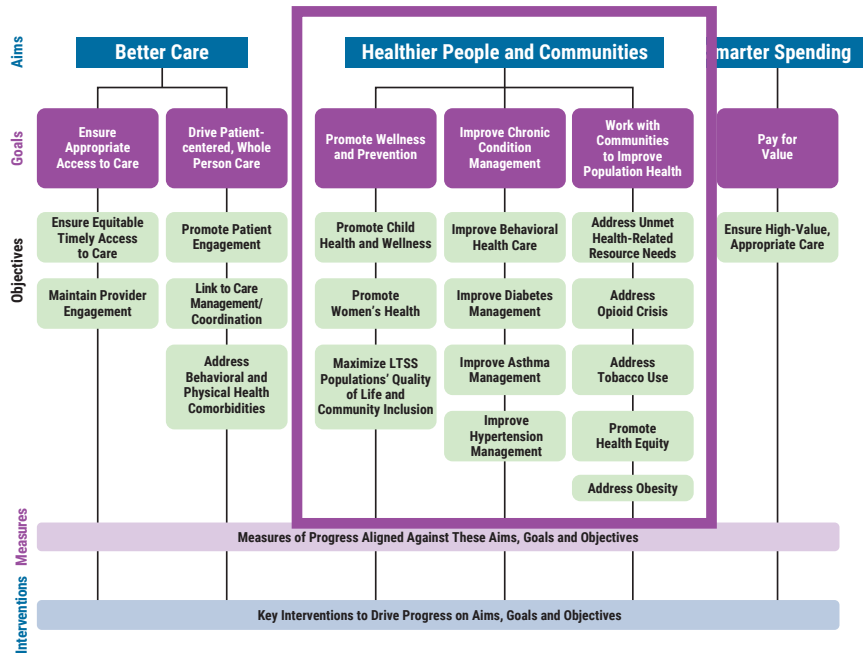 Aims
Better Care
Healthier People and Communities
marter Spending
Goals
Ensure
Appropriate
Access to Care
Drive Patient-
centered, Whole
Person Care
Promote Wellness
and Prevention
Improve Chronic
Condition
Management
Work with
Communities
to Improve
Population Health
Pay for
Value
Objectives
Ensure Equitable
Timely Access
to Care
Maintain Provider
Engagement
Promote Patient
Engagement
Link to Care
Management/
Coordination
Address
Behavioral and
Physical Health
Comorbidities
Promote Child
Health and Wellness
Promote
Women's Health
Maximize LTSS
Populations' Quality
of Life and
Community Inclusion
Improve Behavioral
Health Care
Improve Diabetes
Management
Improve Asthma
Management
Improve
Hypertension
Management
Address Unmet
Health-Related
Resource Needs
Address
Opioid Crisis
Address
Tobacco Use
Promote
Health Equity
Address Obesity
Ensure High-Value,
Appropriate Care
Measures
Measures of Progress Aligned Against These Aims, Goals and Objectives
Interventions
Key Interventions to Drive Progress on Aims, Goals and Objectives